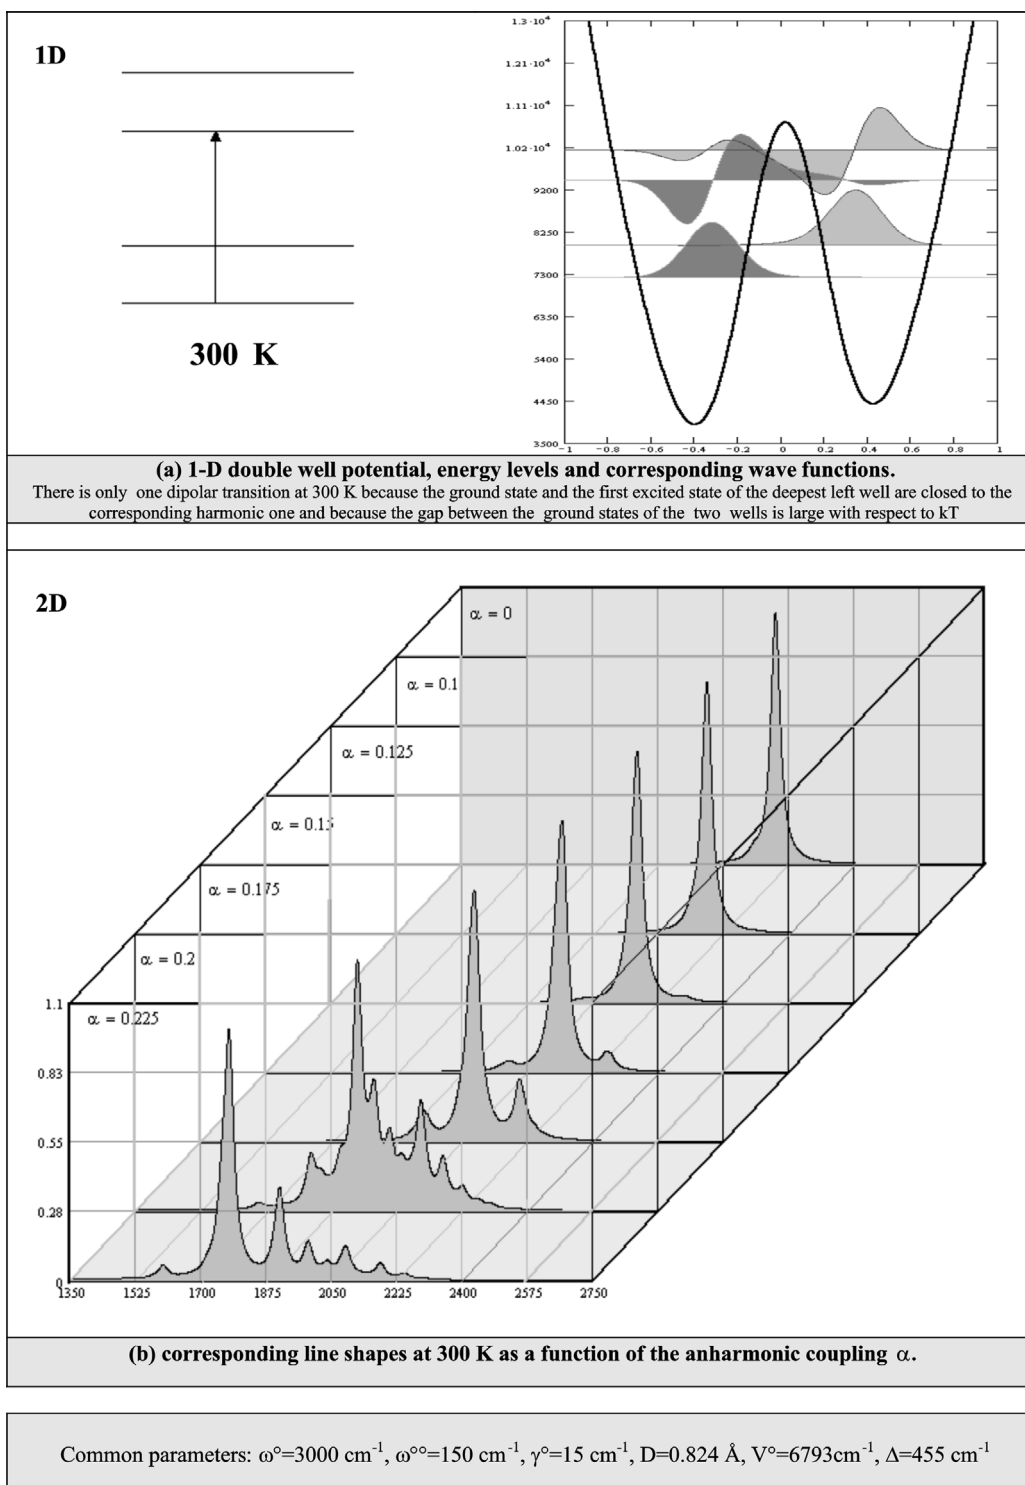 1D
300 K
1.3·10⁴
1.21·10⁴
1.11·10⁴
1.02·10⁴
9200
8250
7300
6350
5400
4450
3500
−1 −0.8 −0.6 −0.4 −0.2 0 0.2 0.4 0.6 0.8 1
(a) 1-D double well potential, energy levels and corresponding wave functions.
There is only one dipolar transition at 300 K because the ground state and the first excited state of the deepest left well are closed to the
corresponding harmonic one and because the gap between the ground states of the two wells is large with respect to kT
2D
α = 0
α = 0.1
α = 0.125
α = 0.15
α = 0.175
α = 0.2
α = 0.225
1.1
0.83
0.55
0.28
0
1350 1525 1700 1875 2050 2225 2400 2575 2750
(b) corresponding line shapes at 300 K as a function of the anharmonic coupling α.
Common parameters: ω°=3000 cm⁻¹, ω°°=150 cm⁻¹, γ°=15 cm⁻¹, D=0.824 Å, V°=6793cm⁻¹, Δ=455 cm⁻¹